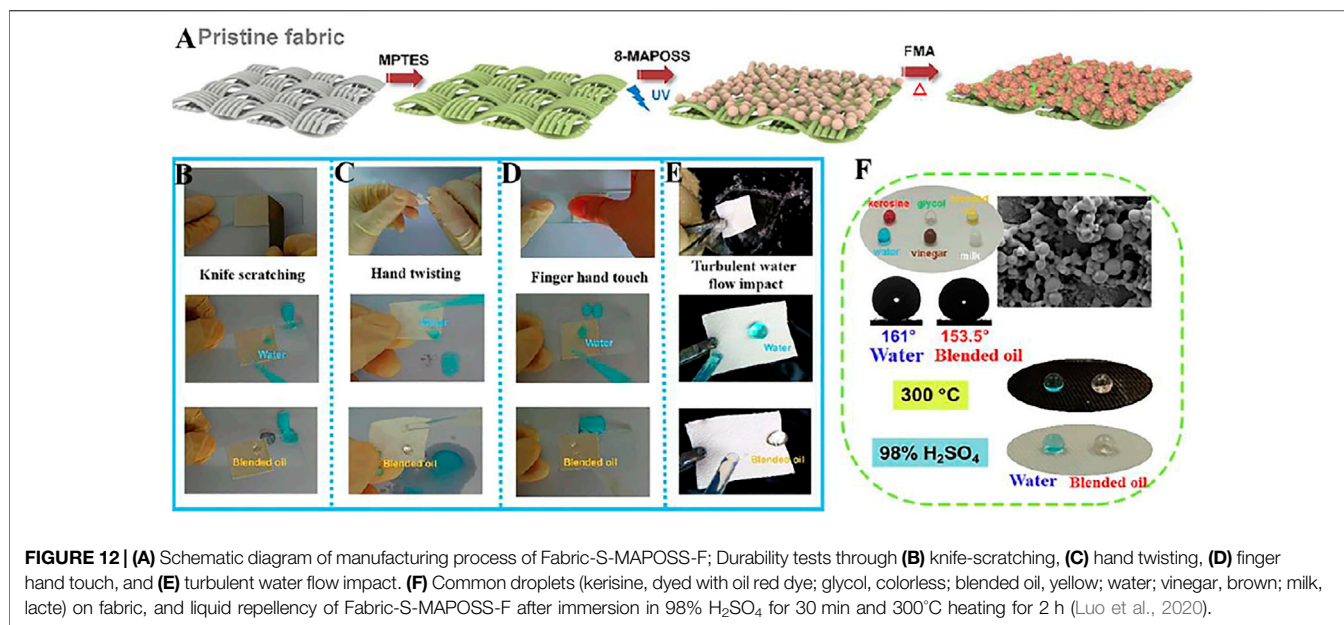 A Pristine fabric
MPTES
8-MAPOSS
UV
FMA
Δ
B
C
D
E
Knife scratching
Hand twisting
Finger hand touch
Turbulent water
flow impact
Water
Water
Water
Blended oil
Blended oil
Blended oil
Blended oil
F
kerosine
glycol
water
vinegar
milk
161°
153.5°
Water
Blended oil
300 °C
98% H₂SO₄
Water
Blended oil
FIGURE 12 | (A) Schematic diagram of manufacturing process of Fabric-S-MAPOSS-F; Durability tests through (B) knife-scratching, (C) hand twisting, (D) finger
hand touch, and (E) turbulent water flow impact. (F) Common droplets (kerisine, dyed with oil red dye; glycol, colorless; blended oil, yellow; water; vinegar, brown; milk,
lacte) on fabric, and liquid repellency of Fabric-S-MAPOSS-F after immersion in 98% H₂SO₄ for 30 min and 300°C heating for 2 h (Luo et al., 2020).